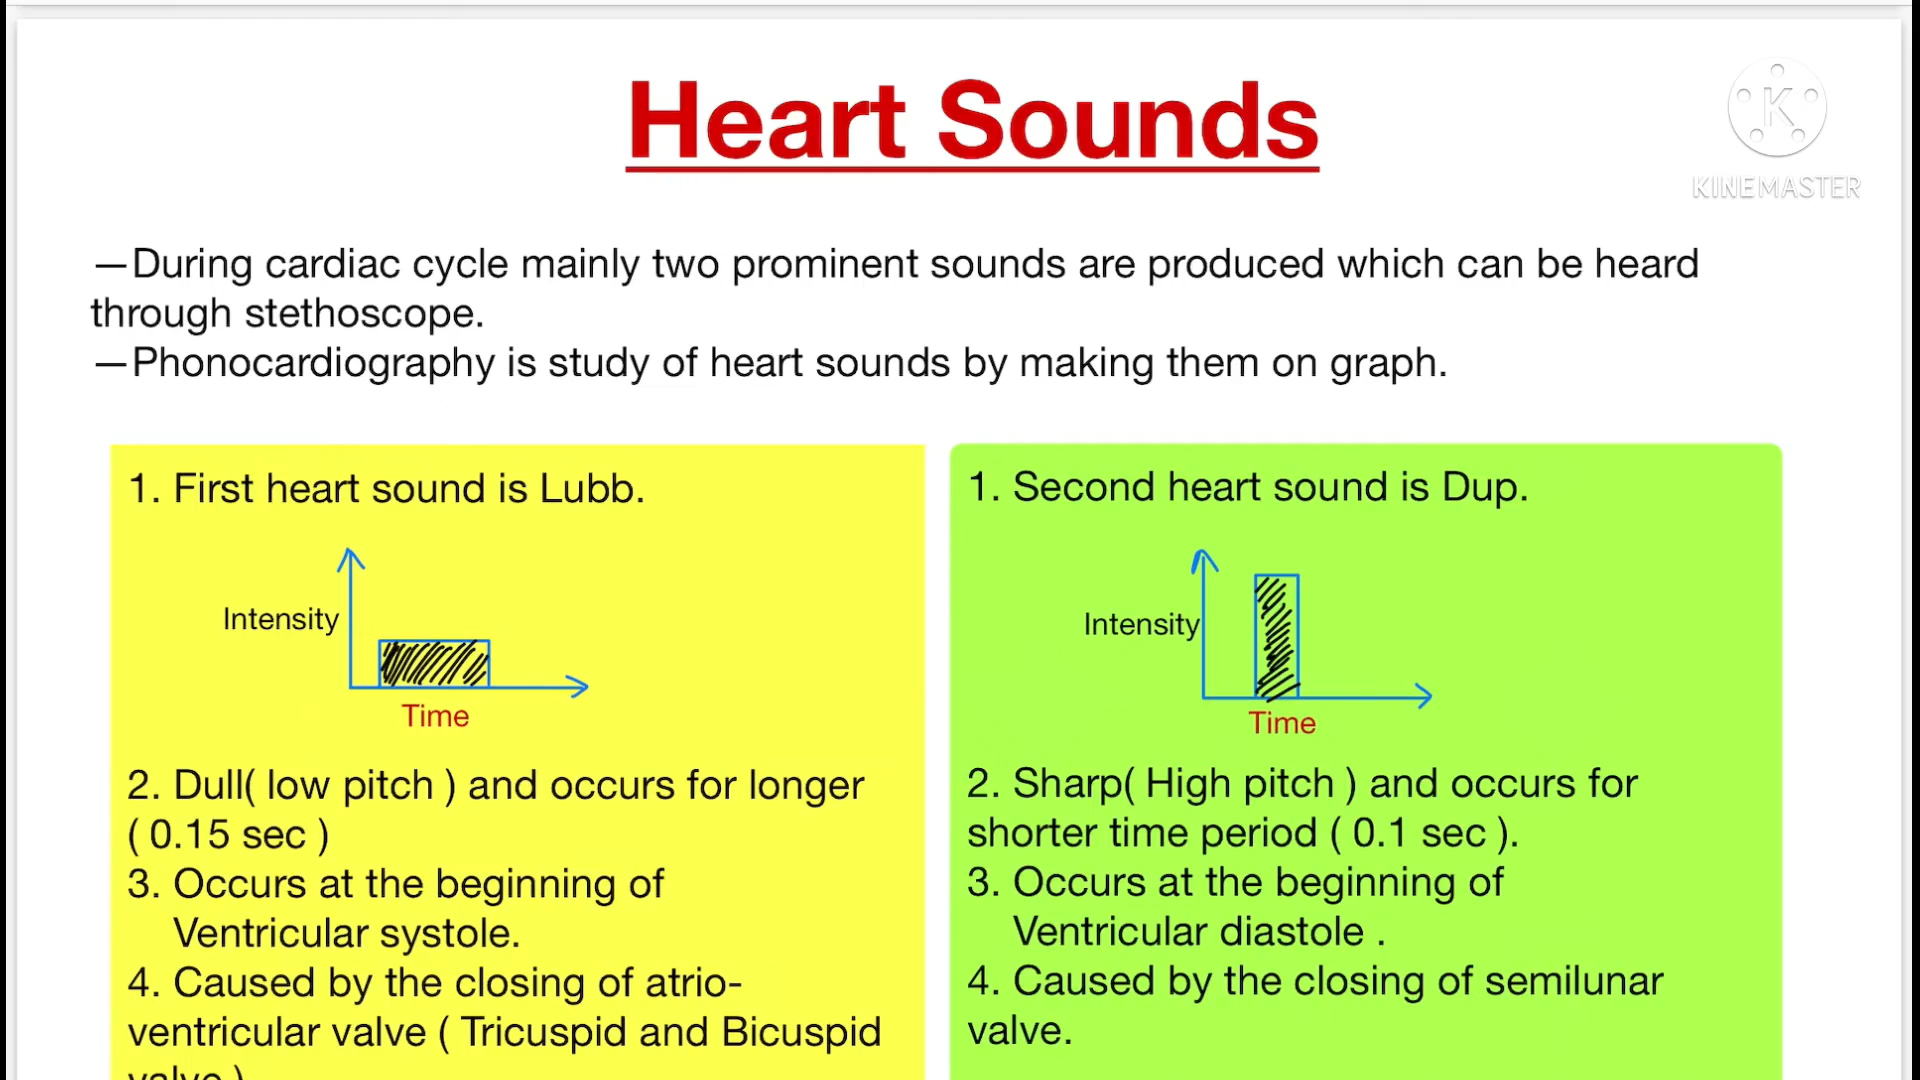 Heart Sounds
KINEMASTER
—During cardiac cycle mainly two prominent sounds are produced which can be heard
through stethoscope.
—Phonocardiography is study of heart sounds by making them on graph.
1. First heart sound is Lubb.
Intensity
Time
2. Dull( low pitch ) and occurs for longer
( 0.15 sec )
3. Occurs at the beginning of
Ventricular systole.
4. Caused by the closing of atrio-
ventricular valve ( Tricuspid and Bicuspid
valve )
1. Second heart sound is Dup.
Intensity
Time
2. Sharp( High pitch ) and occurs for
shorter time period ( 0.1 sec ).
3. Occurs at the beginning of
Ventricular diastole .
4. Caused by the closing of semilunar
valve.